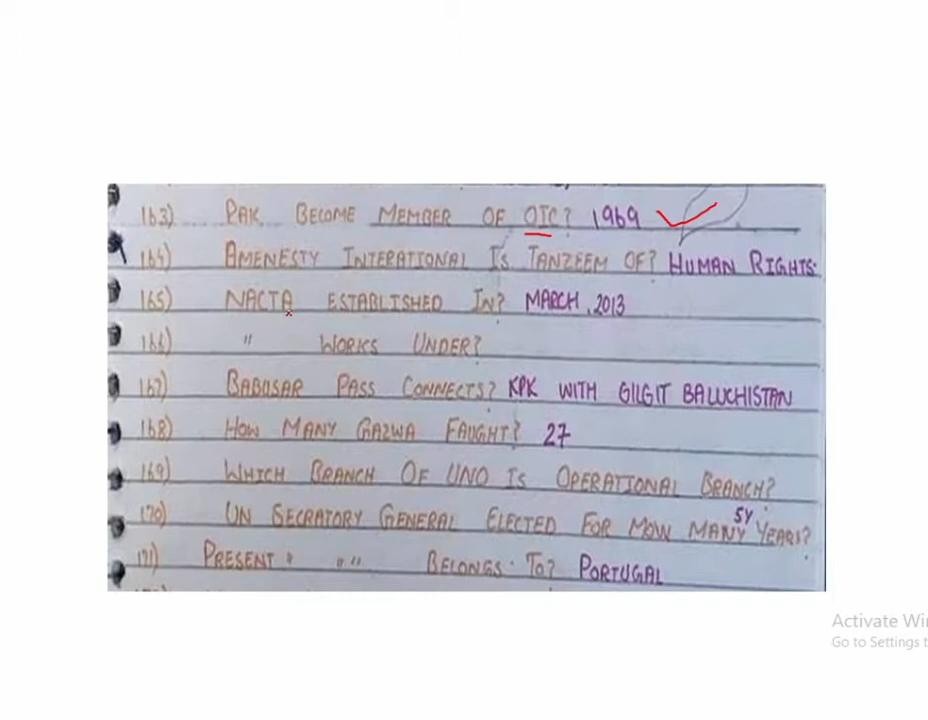 163) PAK BECOME MEMBER OF OIC? 1969
164) AMENESTY INTERATIONAL IS TANZEEM OF? HUMAN RIGHTS.
165) NACTA ESTABLISHED IN? MARCH, 2013
166) " WORKS UNDER?
167) BABUSAR PASS CONNECTS? KPK WITH GILGIT BALUCHISTAN
168) HOW MANY GAZWA FAUGHT? 27
169) WHICH BRANCH OF UNO IS OPERATIONAL BRANCH?
170) UN SECRATORY GENERAL ELECTED FOR MOW MANY 5Y YEARS?
171) PRESENT " " " BELONGS TO? PORTUGAL
Activate Win
Go to Settings t